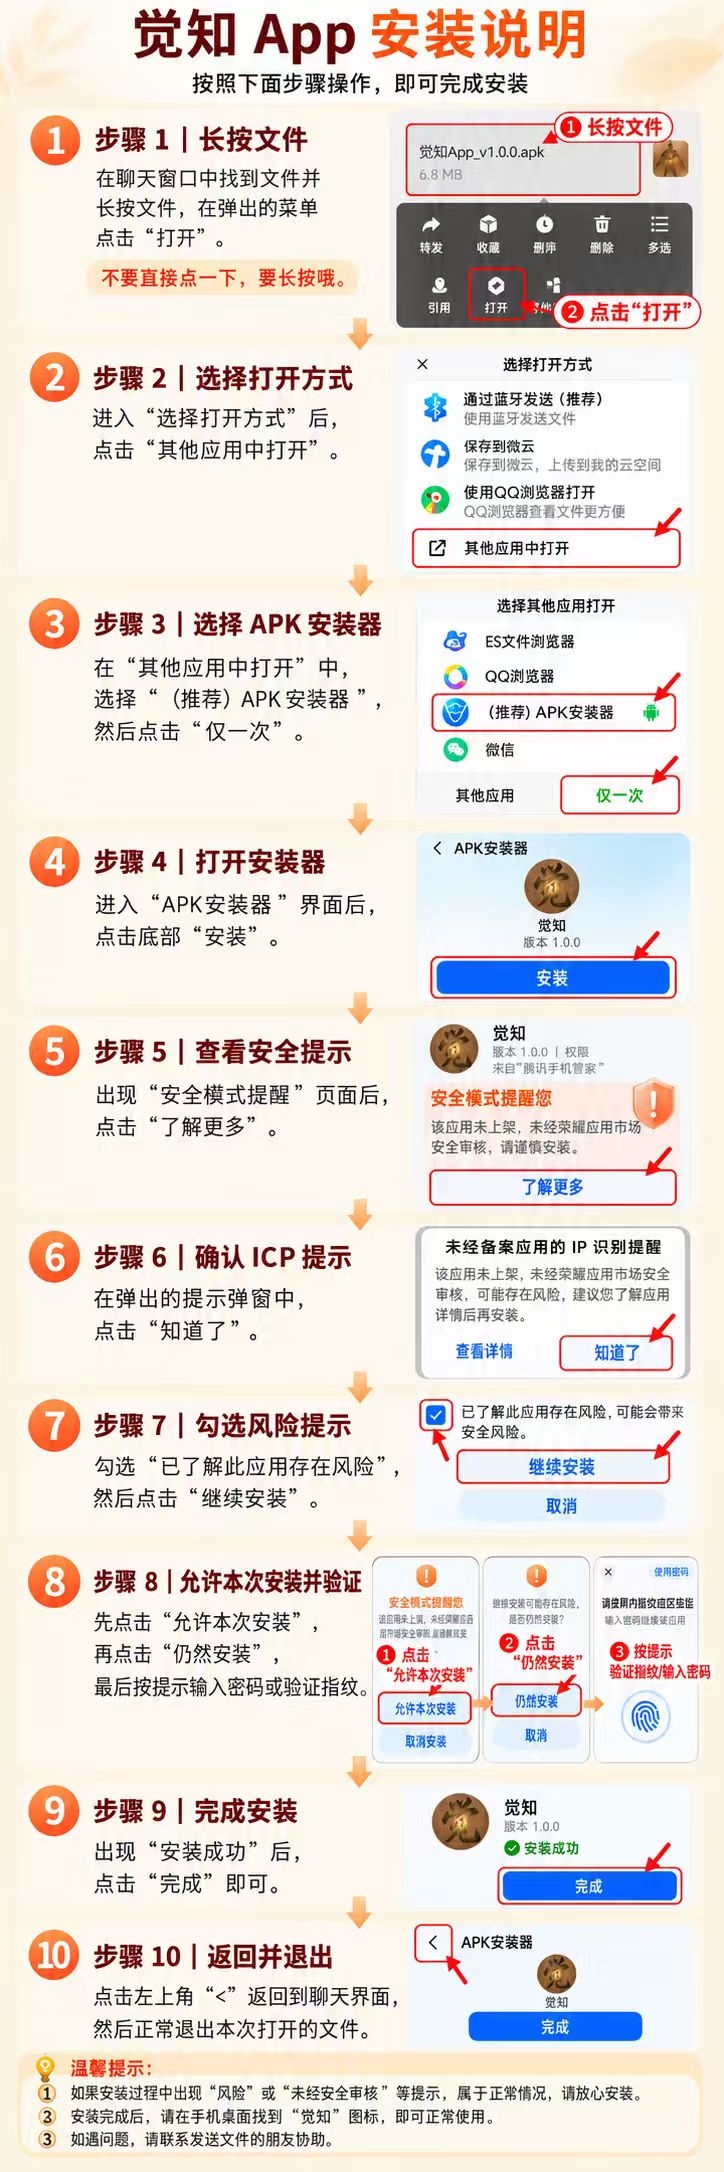 觉知 App 安装说明
按照下面步骤操作，即可完成安装
1
步骤 1｜长按文件
在聊天窗口中找到文件并
长按文件，在弹出的菜单
点击“打开”。
不要直接点一下，要长按哦。
1 长按文件
觉知App_v1.0.0.apk
6.8 MB
转发
收藏
删除
多选
引用
打开
2 点击“打开”
2
步骤 2｜选择打开方式
进入“选择打开方式”后，
点击“其他应用中打开”。
× 选择打开方式
通过蓝牙发送（推荐）
使用蓝牙发送文件
保存到微云
保存到微云，上传到我的云空间
使用QQ浏览器打开
QQ浏览器查看文件更方便
其他应用中打开
3
步骤 3｜选择 APK 安装器
在“其他应用中打开”中，
选择“（推荐）APK 安装器 ”，
然后点击“仅一次”。
选择其他应用打开
ES文件浏览器
QQ浏览器
（推荐）APK安装器
微信
其他应用
仅一次
4
步骤 4｜打开安装器
进入“APK安装器 ”界面后，
点击底部“安装”。
< APK安装器
觉知
版本 1.0.0
安装
5
步骤 5｜查看安全提示
出现“安全模式提醒 ”页面后，
点击“了解更多”。
觉知
版本 1.0.0 | 权限
来自“腾讯手机管家”
安全模式提醒您
该应用未上架，未经荣耀应用市场
安全审核，请谨慎安装。
了解更多
6
步骤 6｜确认 ICP 提示
在弹出的提示弹窗中，
点击“知道了”。
未经备案应用的 IP 识别提醒
该应用未上架，未经荣耀应用市场安全
审核，可能存在风险，建议您了解应用
详情后再安装。
查看详情
知道了
7
步骤 7｜勾选风险提示
勾选“已了解此应用存在风险”，
然后点击“继续安装”。
已了解此应用存在风险，可能会带来
安全风险。
继续安装
取消
8
步骤 8｜允许本次安装并验证
先点击“允许本次安装”，
再点击“仍然安装”，
最后按提示输入密码或验证指纹。
安全模式提醒您
1 点击
“允许本次安装”
允许本次安装
取消安装
继续安装可能存在风险，
是否仍然安装？
2 点击
“仍然安装”
仍然安装
取消
× 使用密码
3 按提示
验证指纹/输入密码
9
步骤 9｜完成安装
出现“安装成功”后，
点击“完成”即可。
觉知
版本 1.0.0
安装成功
完成
10
步骤 10｜返回并退出
点击左上角“<”返回到聊天界面，
然后正常退出本次打开的文件。
< APK安装器
觉知
完成
温馨提示：
1 如果安装过程中出现“风险”或“未经安全审核 ”等提示，属于正常情况，请放心安装。
2 安装完成后，请在手机桌面找到“觉知”图标，即可正常使用。
3 如遇问题，请联系发送文件的朋友协助。